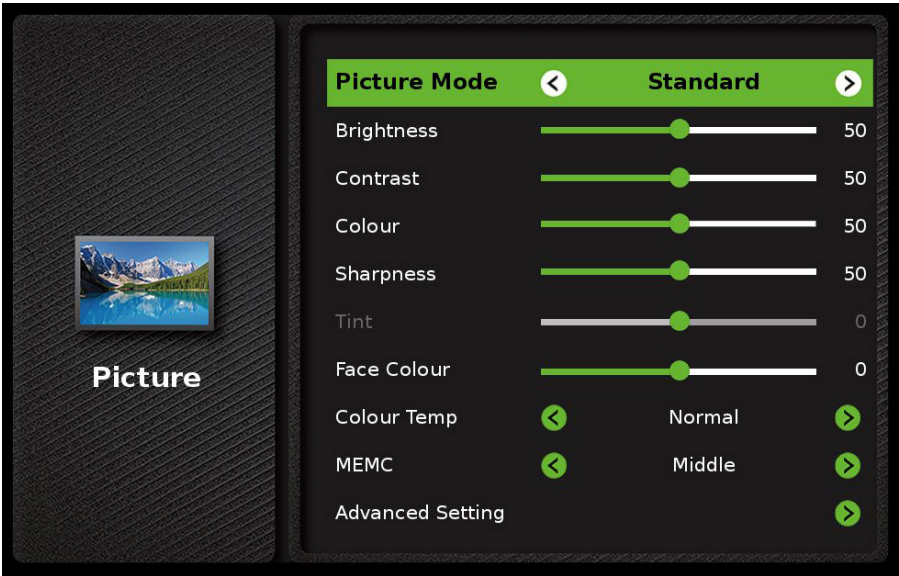 Picture
Picture Mode Standard
Brightness 50
Contrast 50
Colour 50
Sharpness 50
Tint 0
Face Colour 0
Colour Temp Normal
MEMC Middle
Advanced Setting